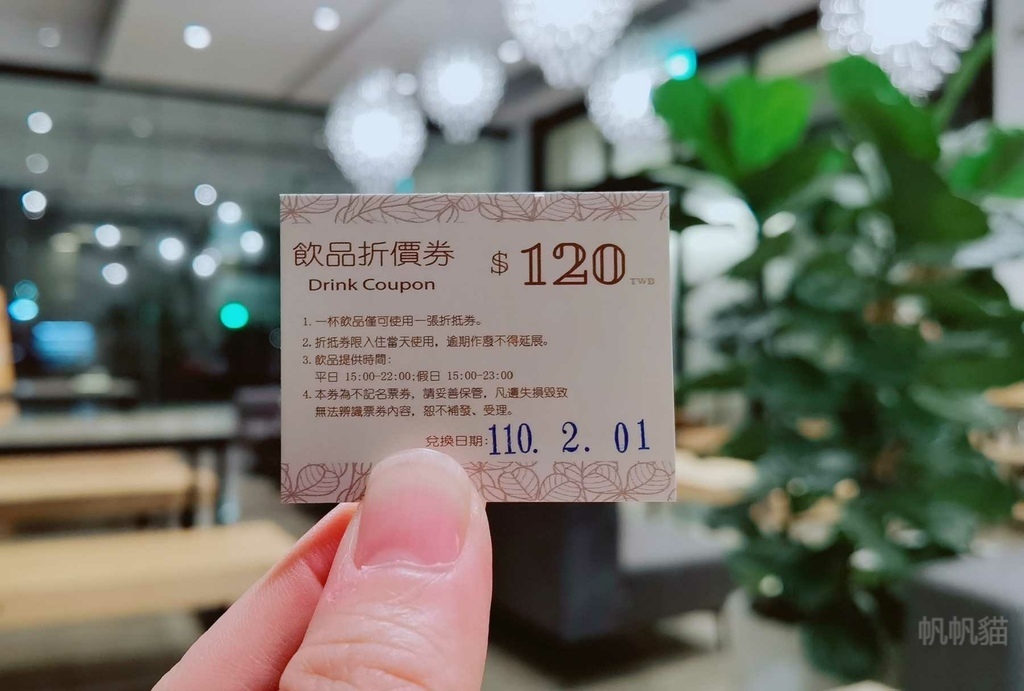 飲品折價券
Drink Coupon
$ 120 TWD
1. 一杯飲品僅可使用一張折抵券。
2. 折抵券限入住當天使用，逾期作廢不得延展。
3. 飲品提供時間：
平日 15:00-22:00;假日 15:00-23:00
4. 本券為不記名票券，請妥善保管，凡遺失損毀致
無法辨識票券內容，恕不補發、受理。
兌換日期:110. 2. 01
帆帆貓